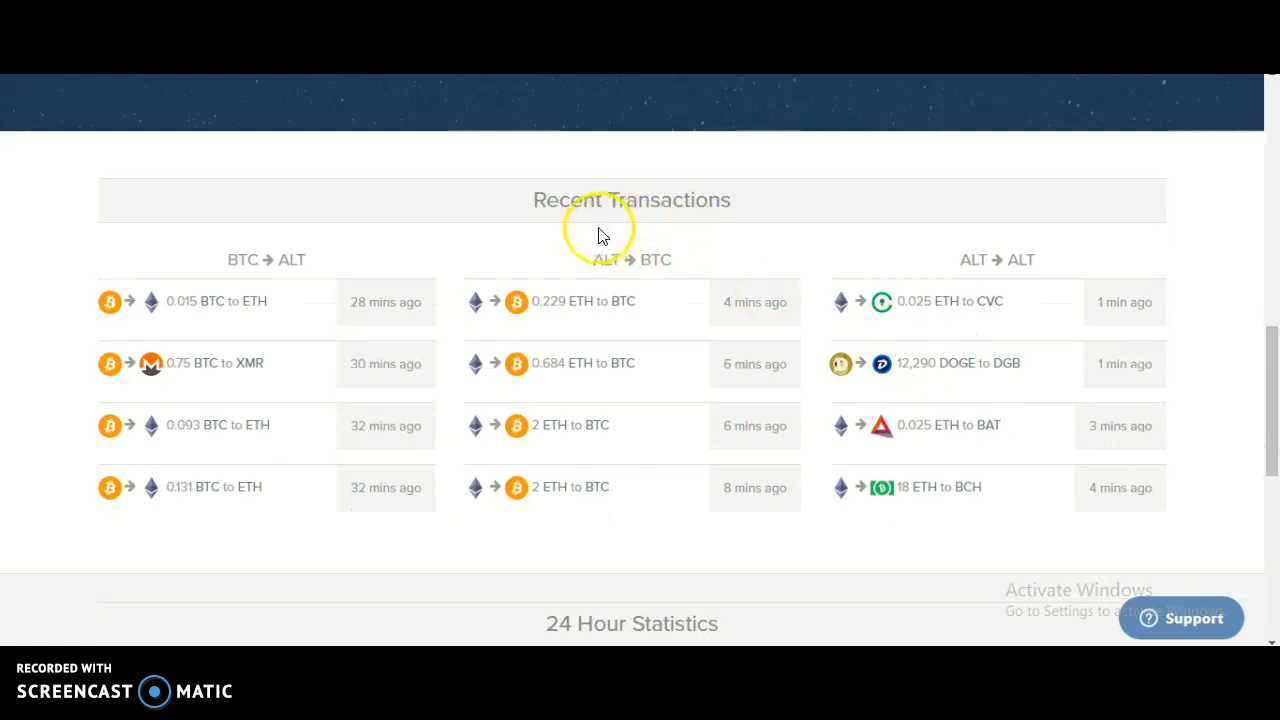 Recent Transactions
BTC → ALT
0.015 BTC to ETH 28 mins ago
0.75 BTC to XMR 30 mins ago
0.093 BTC to ETH 32 mins ago
0.131 BTC to ETH 32 mins ago
ALT → BTC
0.229 ETH to BTC 4 mins ago
0.684 ETH to BTC 6 mins ago
2 ETH to BTC 6 mins ago
2 ETH to BTC 8 mins ago
ALT → ALT
0.025 ETH to CVC 1 min ago
12,290 DOGE to DGB 1 min ago
0.025 ETH to BAT 3 mins ago
18 ETH to BCH 4 mins ago
24 Hour Statistics
Activate Windows
Go to Settings to activate Windows.
Support
RECORDED WITH
SCREENCAST MATIC